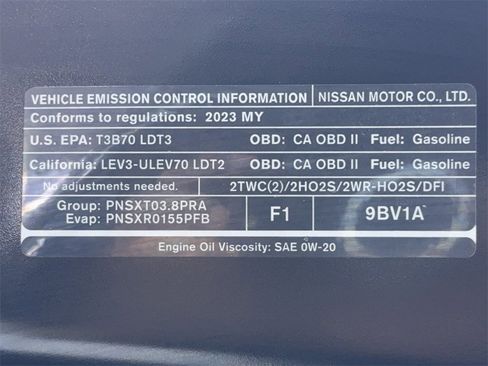 VEHICLE EMISSION CONTROL INFORMATION NISSAN MOTOR CO., LTD.
Conforms to regulations: 2023 MY
U.S. EPA: T3B70 LDT3 OBD: CA OBD II Fuel: Gasoline
California: LEV3-ULEV70 LDT2 OBD: CA OBD II Fuel: Gasoline
No adjustments needed. 2TWC(2)/2HO2S/2WR-HO2S/DFI
Group: PNSXT03.8PRA
Evap: PNSXR0155PFB
F1 9BV1A
Engine Oil Viscosity: SAE 0W-20